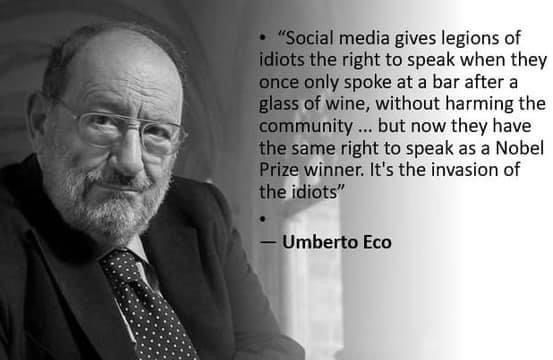 • “Social media gives legions of
idiots the right to speak when they
once only spoke at a bar after a
glass of wine, without harming the
community ... but now they have
the same right to speak as a Nobel
Prize winner. It's the invasion of
the idiots”
•
— Umberto Eco